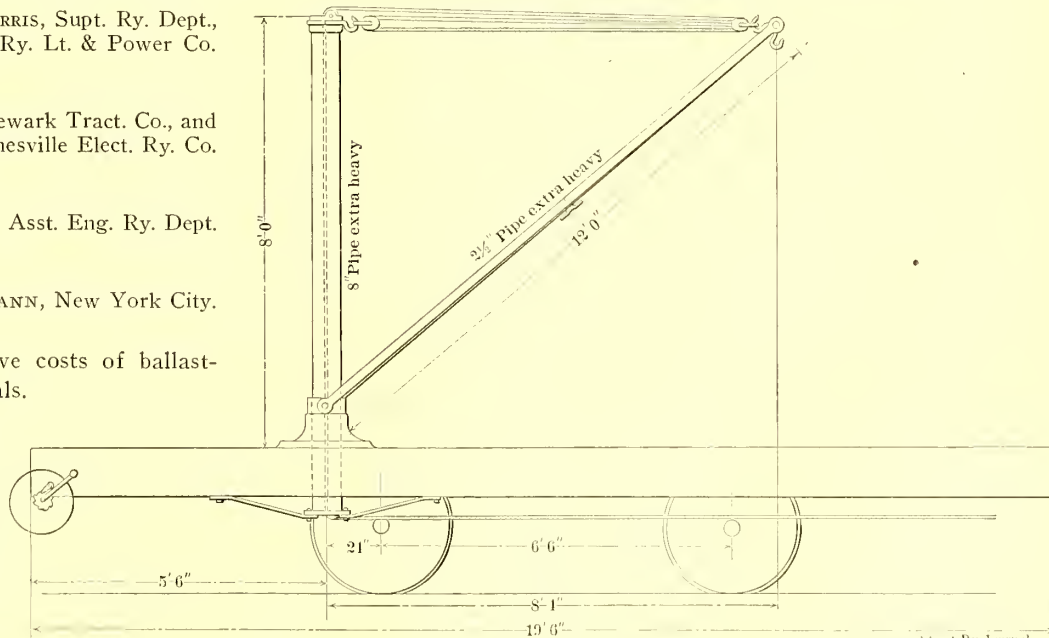 RRIS, Supt. Ry. Dept.,
Ry. Lt. & Power Co.
ewark Tract. Co., and
nesville Elect. Ry. Co.
Asst. Eng. Ry. Dept.
ANN, New York City.
ve costs of ballast-
ls.
8'-0"
8" Pipe extra heavy
2½" Pipe extra heavy
12'0"
21"
6'6"
5'6"
8'-1"
19'6"